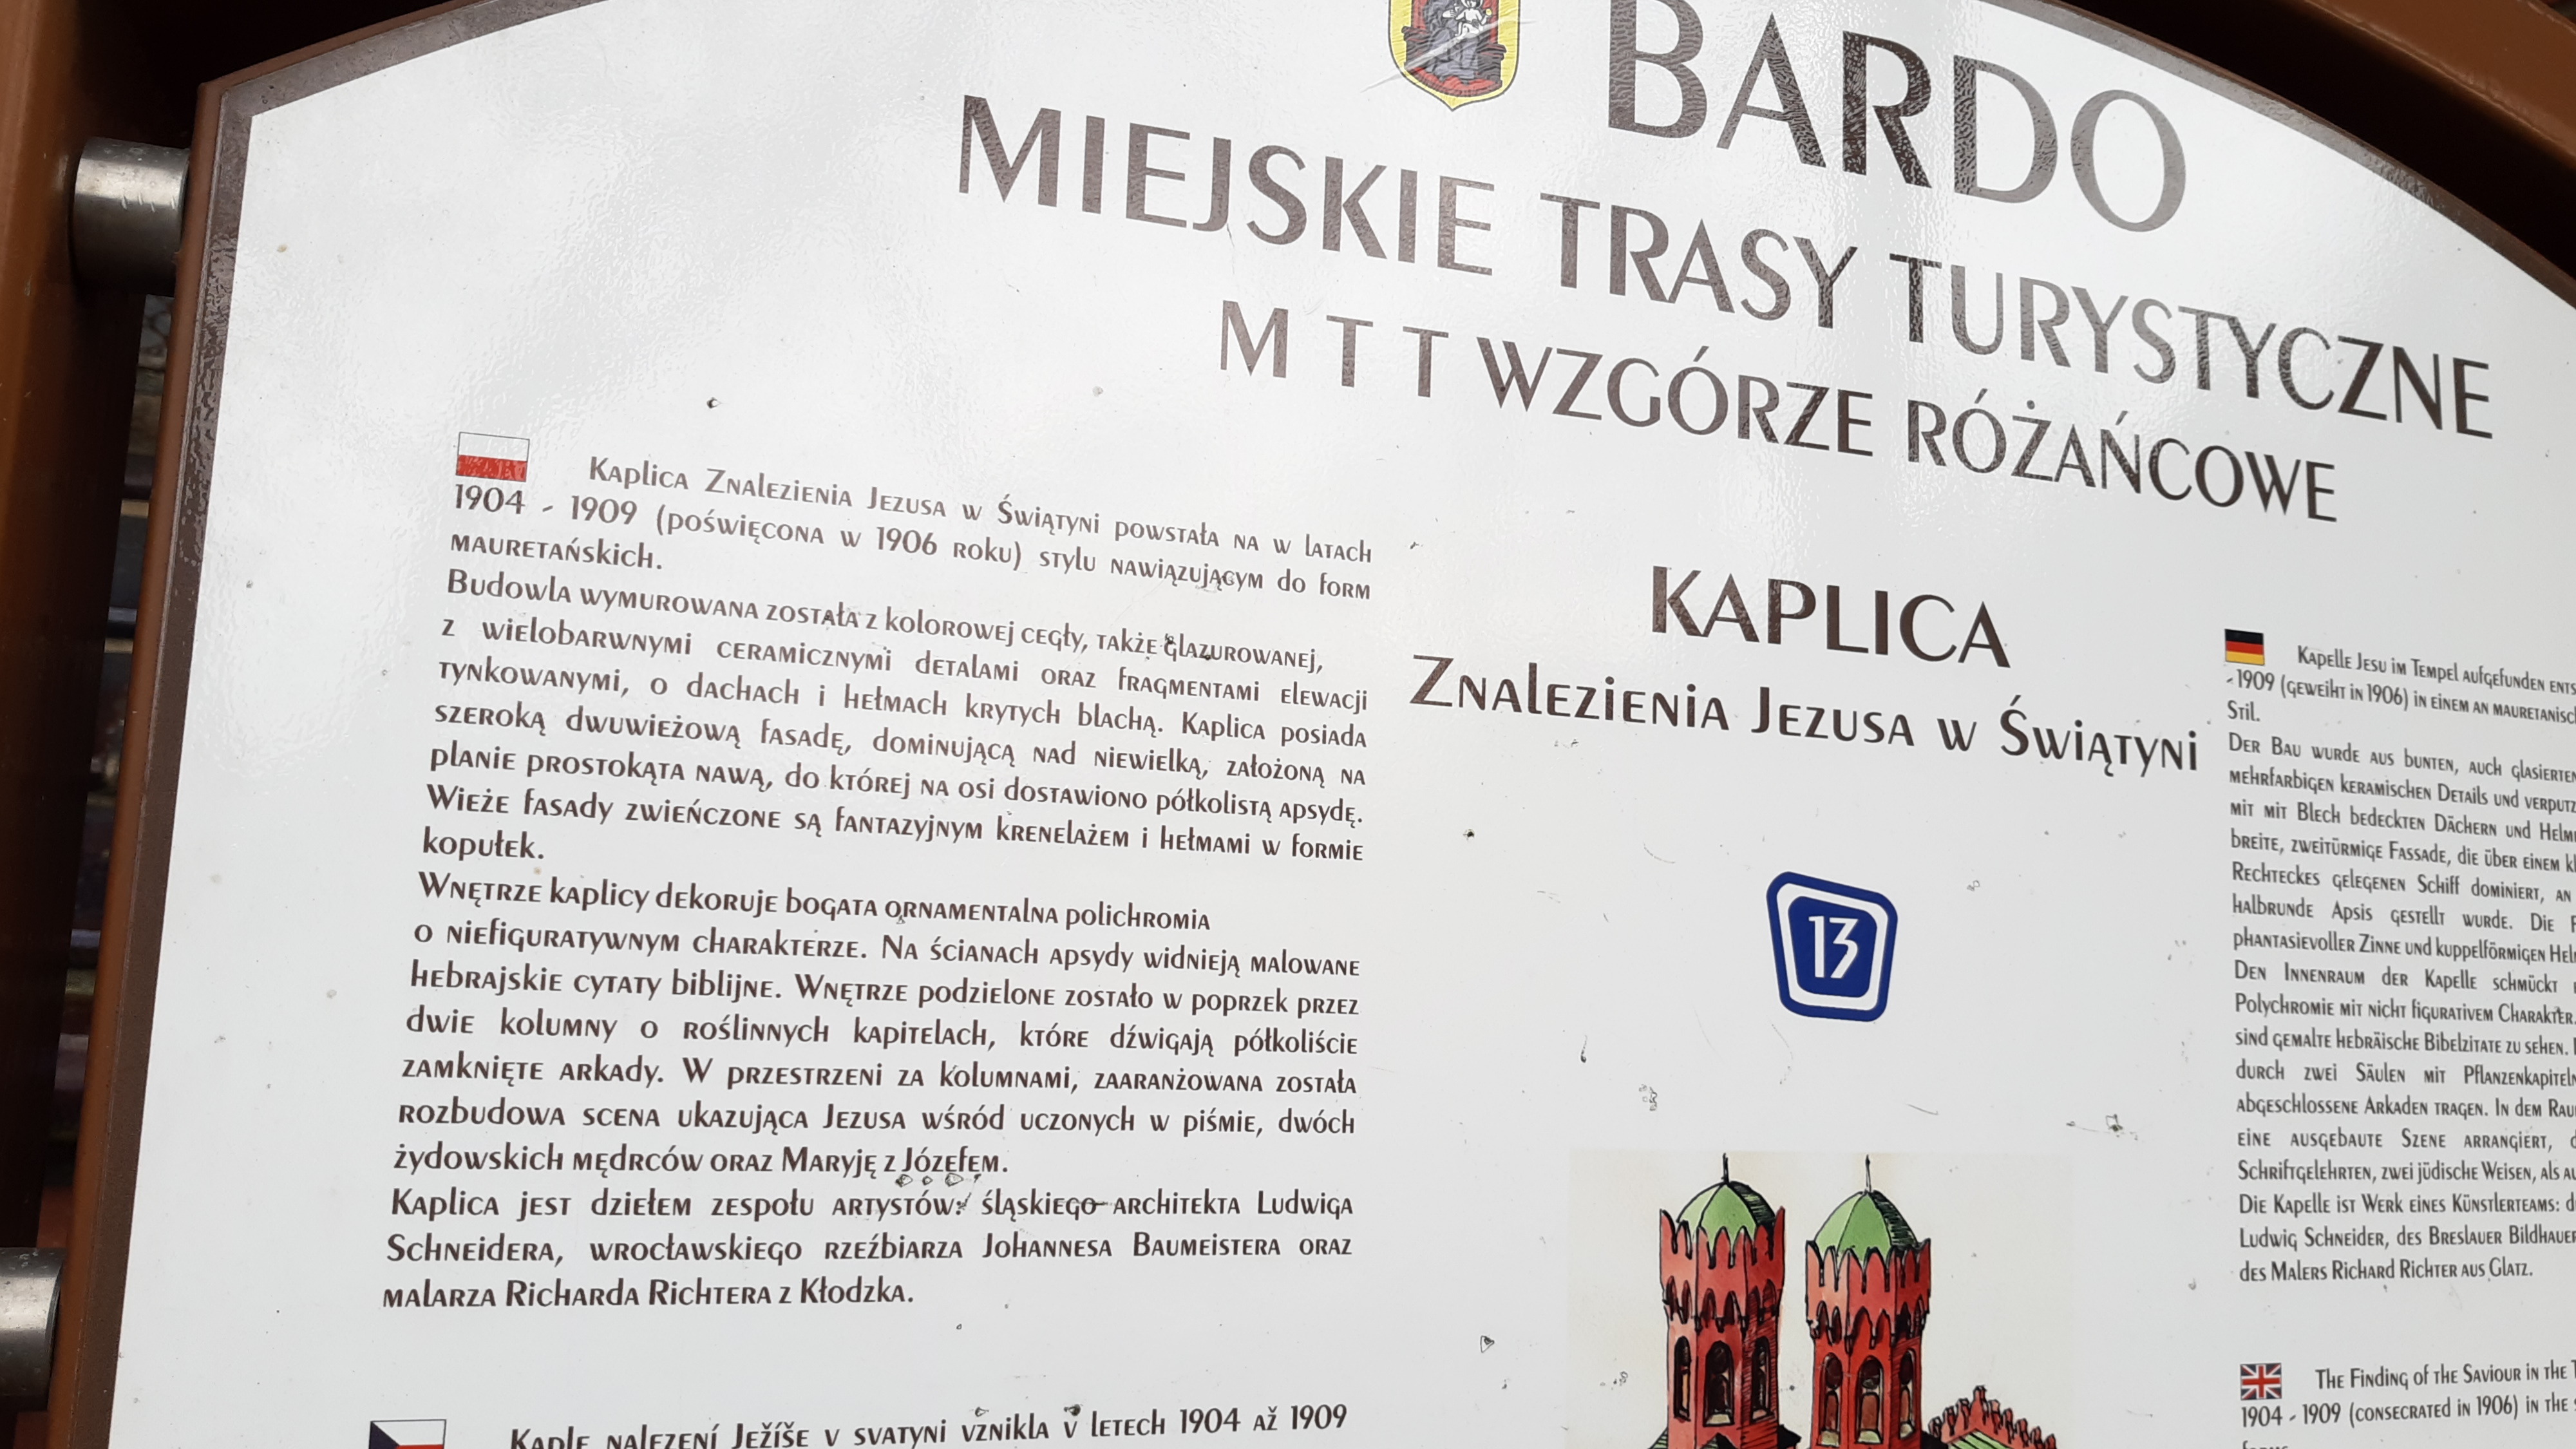 BARDO
MIEJSKIE TRASY TURYSTYCZNE
M T T WZGÓRZE RÓŻAŃCOWE
Kaplica Znalezienia Jezusa w Świątyni powstała na w latach
1904 - 1909 (poświęcona w 1906 roku) stylu nawiązującym do form
mauretańskich.
Budowla wymurowana została z kolorowej cegły, także glazurowanej,
z wielobarwnymi ceramicznymi detalami oraz fragmentami elewacji
tynkowanymi, o dachach i hełmach krytych blachą. Kaplica posiada
szeroką dwuwieżową fasadę, dominującą nad niewielką, założoną na
planie prostokąta nawą, do której na osi dostawiono półkolistą apsydę.
Wieże fasady zwieńczone są fantazyjnym krenelażem i hełmami w formie
kopułek.
Wnętrze kaplicy dekoruje bogata ornamentalna polichromia
o niefiguratywnym charakterze. Na ścianach apsydy widnieją malowane
hebrajskie cytaty biblijne. Wnętrze podzielone zostało w poprzek przez
dwie kolumny o roślinnych kapitelach, które dźwigają półkoliście
zamknięte arkady. W przestrzeni za kolumnami, zaaranżowana została
rozbudowa scena ukazująca Jezusa wśród uczonych w piśmie, dwóch
żydowskich mędrców oraz Maryję z Józefem.
Kaplica jest dziełem zespołu artystów: śląskiego architekta Ludwiga
Schneidera, wrocławskiego rzeźbiarza Johannesa Baumeistera oraz
malarza Richarda Richtera z Kłodzka.
Kaple nalezení Ježíše v svatyni vznikla v letech 1904 až 1909
KAPLICA
Znalezienia Jezusa w Świątyni
13
Kapelle Jesu im Tempel aufgefunden
- 1909 (geweiht in 1906) in einem an
Stil.
Der Bau wurde aus bunten, auch
mehrfarbigen keramischen Details und
mit mit Blech bedeckten Dächern und
breite, zweitürmige Fassade, die über einem
Rechteckes gelegenen Schiff dominiert, an
halbrunde Apsis gestellt wurde. Die
phantasievoller Zinne und kuppelförmigen
Den Innenraum der Kapelle schmückt
Polychromie mit nicht figurativem Charakter.
sind gemalte hebräische Bibelzitate zu sehen.
durch zwei Säulen mit
abgeschlossene Arkaden tragen. In dem
eine ausgebaute Szene arrangiert,
Schriftgelehrten, zwei jüdische Weisen, als
Die Kapelle ist Werk eines Künstlerteams:
Ludwig Schneider, des Breslauer
des Malers Richard Richter aus Glatz.
The Finding of the Saviour in the
1904 - 1909 (consecrated in 1906) in the